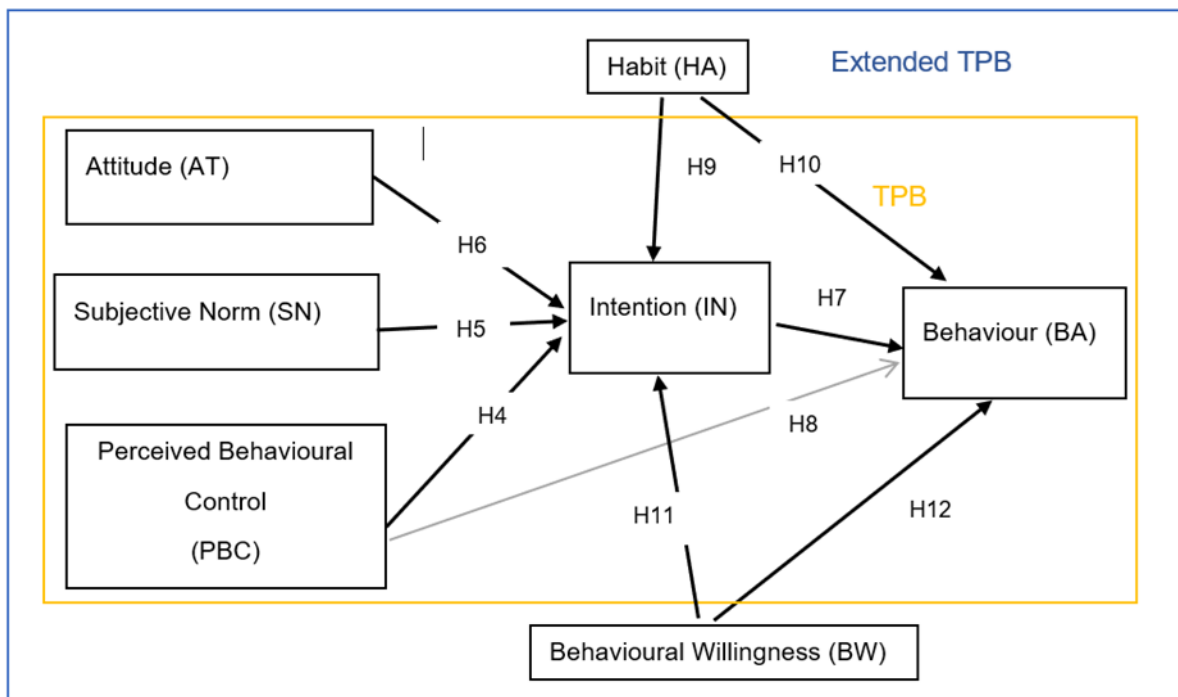 Habit (HA)
Extended TPB
Attitude (AT)
H9
H10
TPB
H6
Subjective Norm (SN)
H5
Intention (IN)
H7
Behaviour (BA)
H4
H8
Perceived Behavioural
Control
(PBC)
H11
H12
Behavioural Willingness (BW)